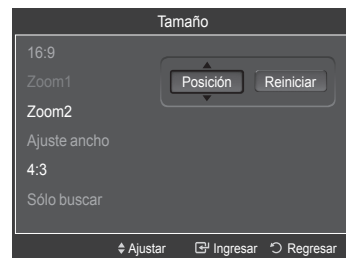 Tamaño
16:9
Zoom1
Posición Reiniciar
Zoom2
Ajuste ancho
4:3
Sólo buscar
Ajustar Ingresar Regresar